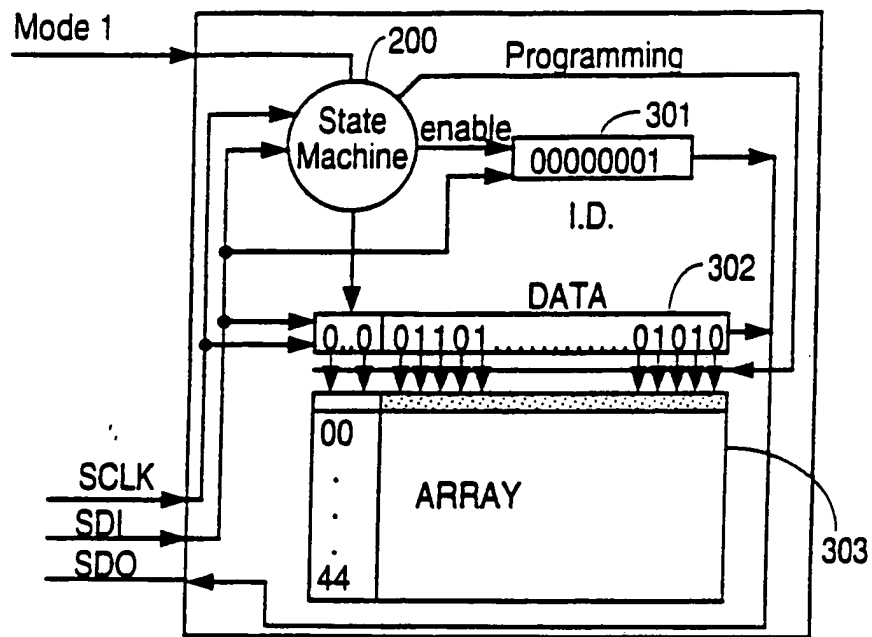 Mode 1
200
Programming
State
Machine
enable
301
00000001
I.D.
302
DATA
0..0 01101.............01010
00
.
.
.
44
ARRAY
SCLK
SDI
SDO
303